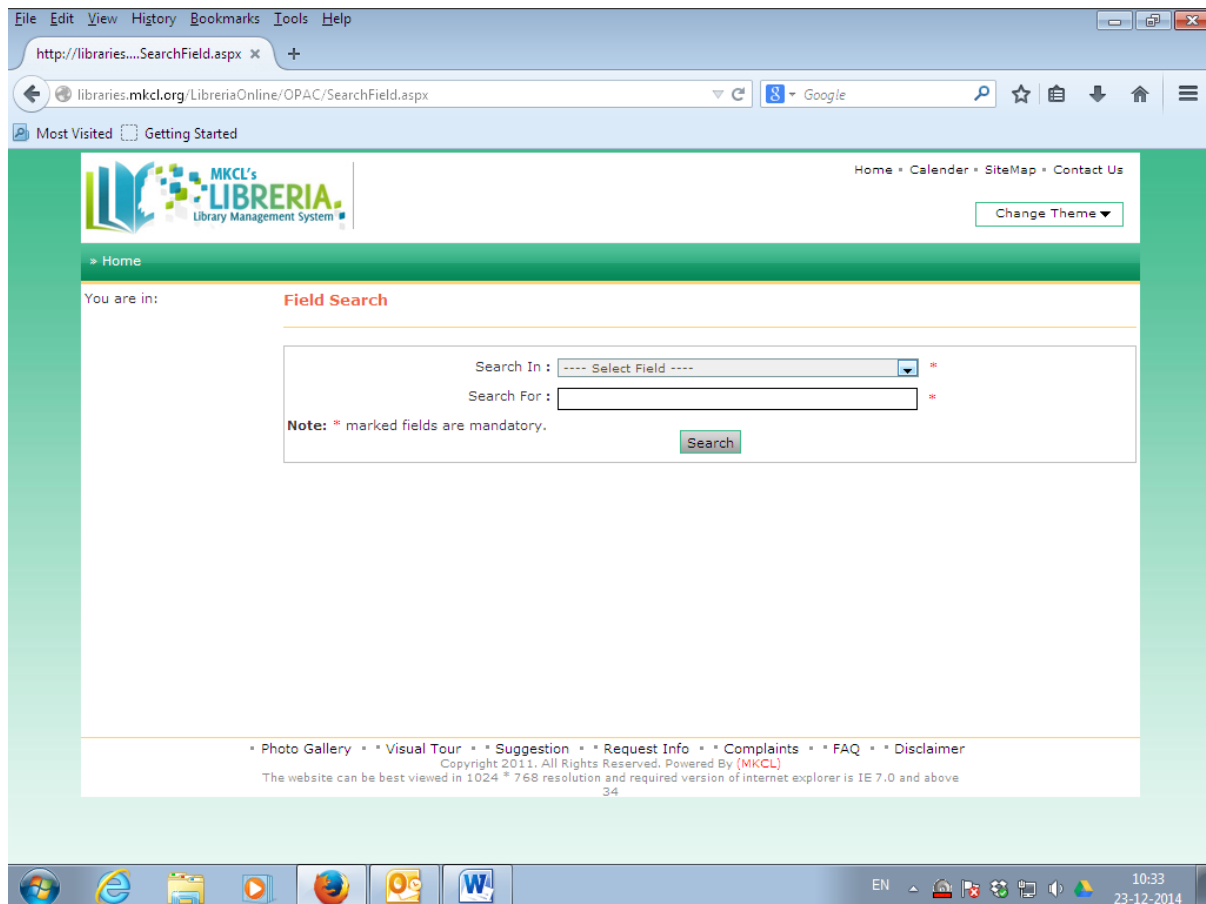 File Edit View History Bookmarks Tools Help
http://libraries....SearchField.aspx × +
libraries.mkcl.org/LibreriaOnline/OPAC/SearchField.aspx 8 Google
Most Visited Getting Started
MKCL's
LIBRERIA.
Library Management System
Home Calender SiteMap Contact Us
Change Theme
» Home
You are in:
Field Search
Search In : ---- Select Field ---- *
Search For : *
Note: * marked fields are mandatory.
Search
Photo Gallery Visual Tour Suggestion Request Info Complaints FAQ Disclaimer
Copyright 2011. All Rights Reserved. Powered By (MKCL)
The website can be best viewed in 1024 * 768 resolution and required version of internet explorer is IE 7.0 and above
34
EN
10:33
23-12-2014